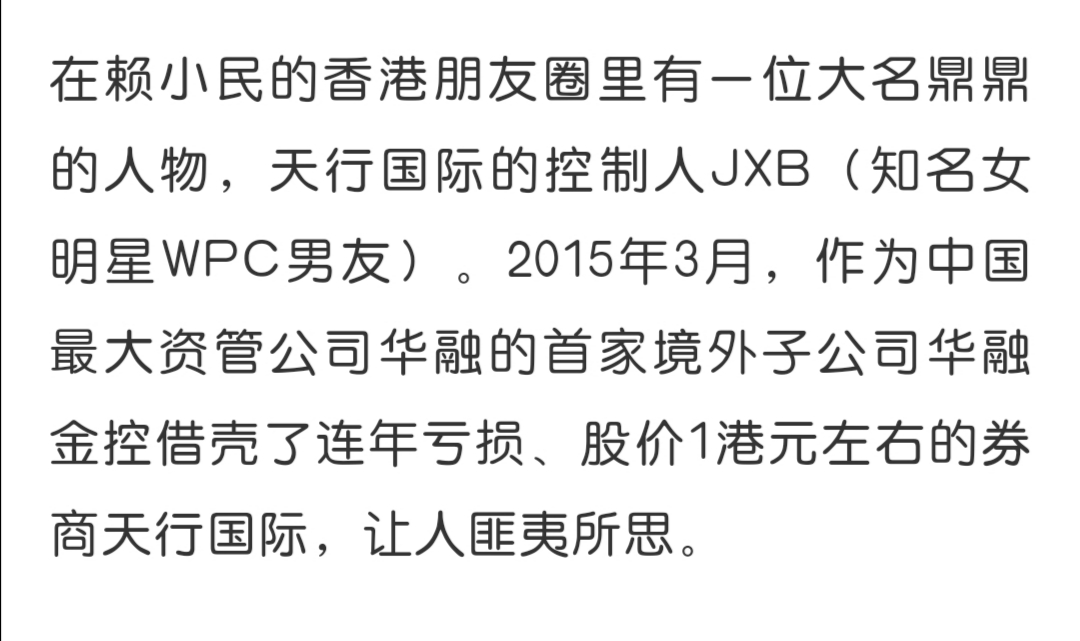 在赖小民的香港朋友圈里有一位大名鼎鼎
的人物，天行国际的控制人JXB（知名女
明星WPC男友）。2015年3月，作为中国
最大资管公司华融的首家境外子公司华融
金控借壳了连年亏损、股价1港元左右的券
商天行国际，让人匪夷所思。